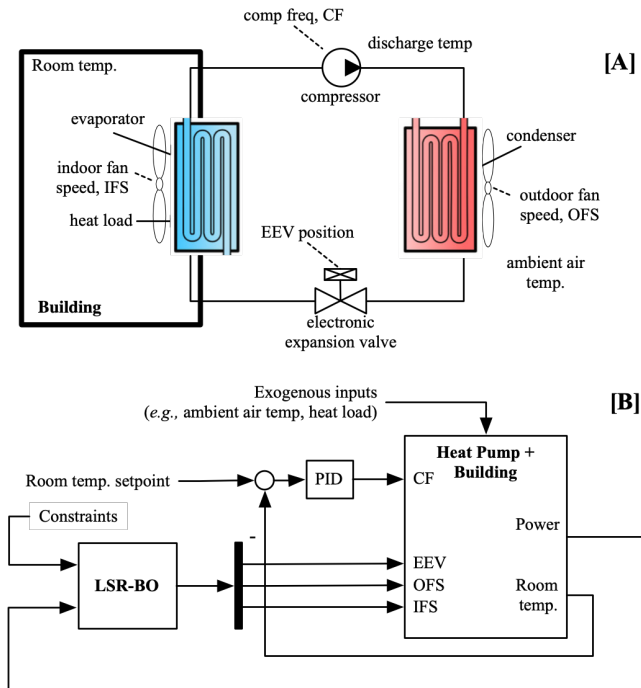 comp freq, CF
discharge temp
[A]
Room temp.
compressor
evaporator
condenser
indoor fan
speed, IFS
outdoor fan
speed, OFS
heat load
EEV position
ambient air
temp.
Building
electronic
expansion valve
Exogenous inputs
(e.g., ambient air temp, heat load)
[B]
Heat Pump +
Building
Room temp. setpoint
PID
CF
Constraints
-
Power
LSR-BO
EEV
OFS
IFS
Room
temp.